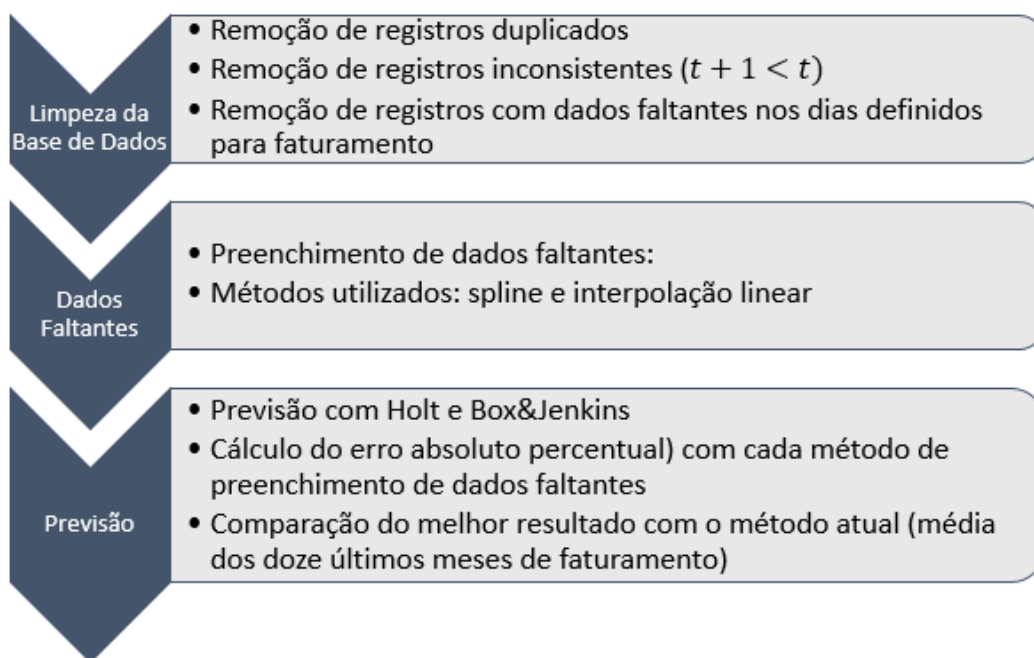 Limpeza da
Base de Dados
• Remoção de registros duplicados
• Remoção de registros inconsistentes (t + 1 < t)
• Remoção de registros com dados faltantes nos dias definidos
para faturamento
Dados
Faltantes
• Preenchimento de dados faltantes:
• Métodos utilizados: spline e interpolação linear
Previsão
• Previsão com Holt e Box&Jenkins
• Cálculo do erro absoluto percentual) com cada método de
preenchimento de dados faltantes
• Comparação do melhor resultado com o método atual (média
dos doze últimos meses de faturamento)